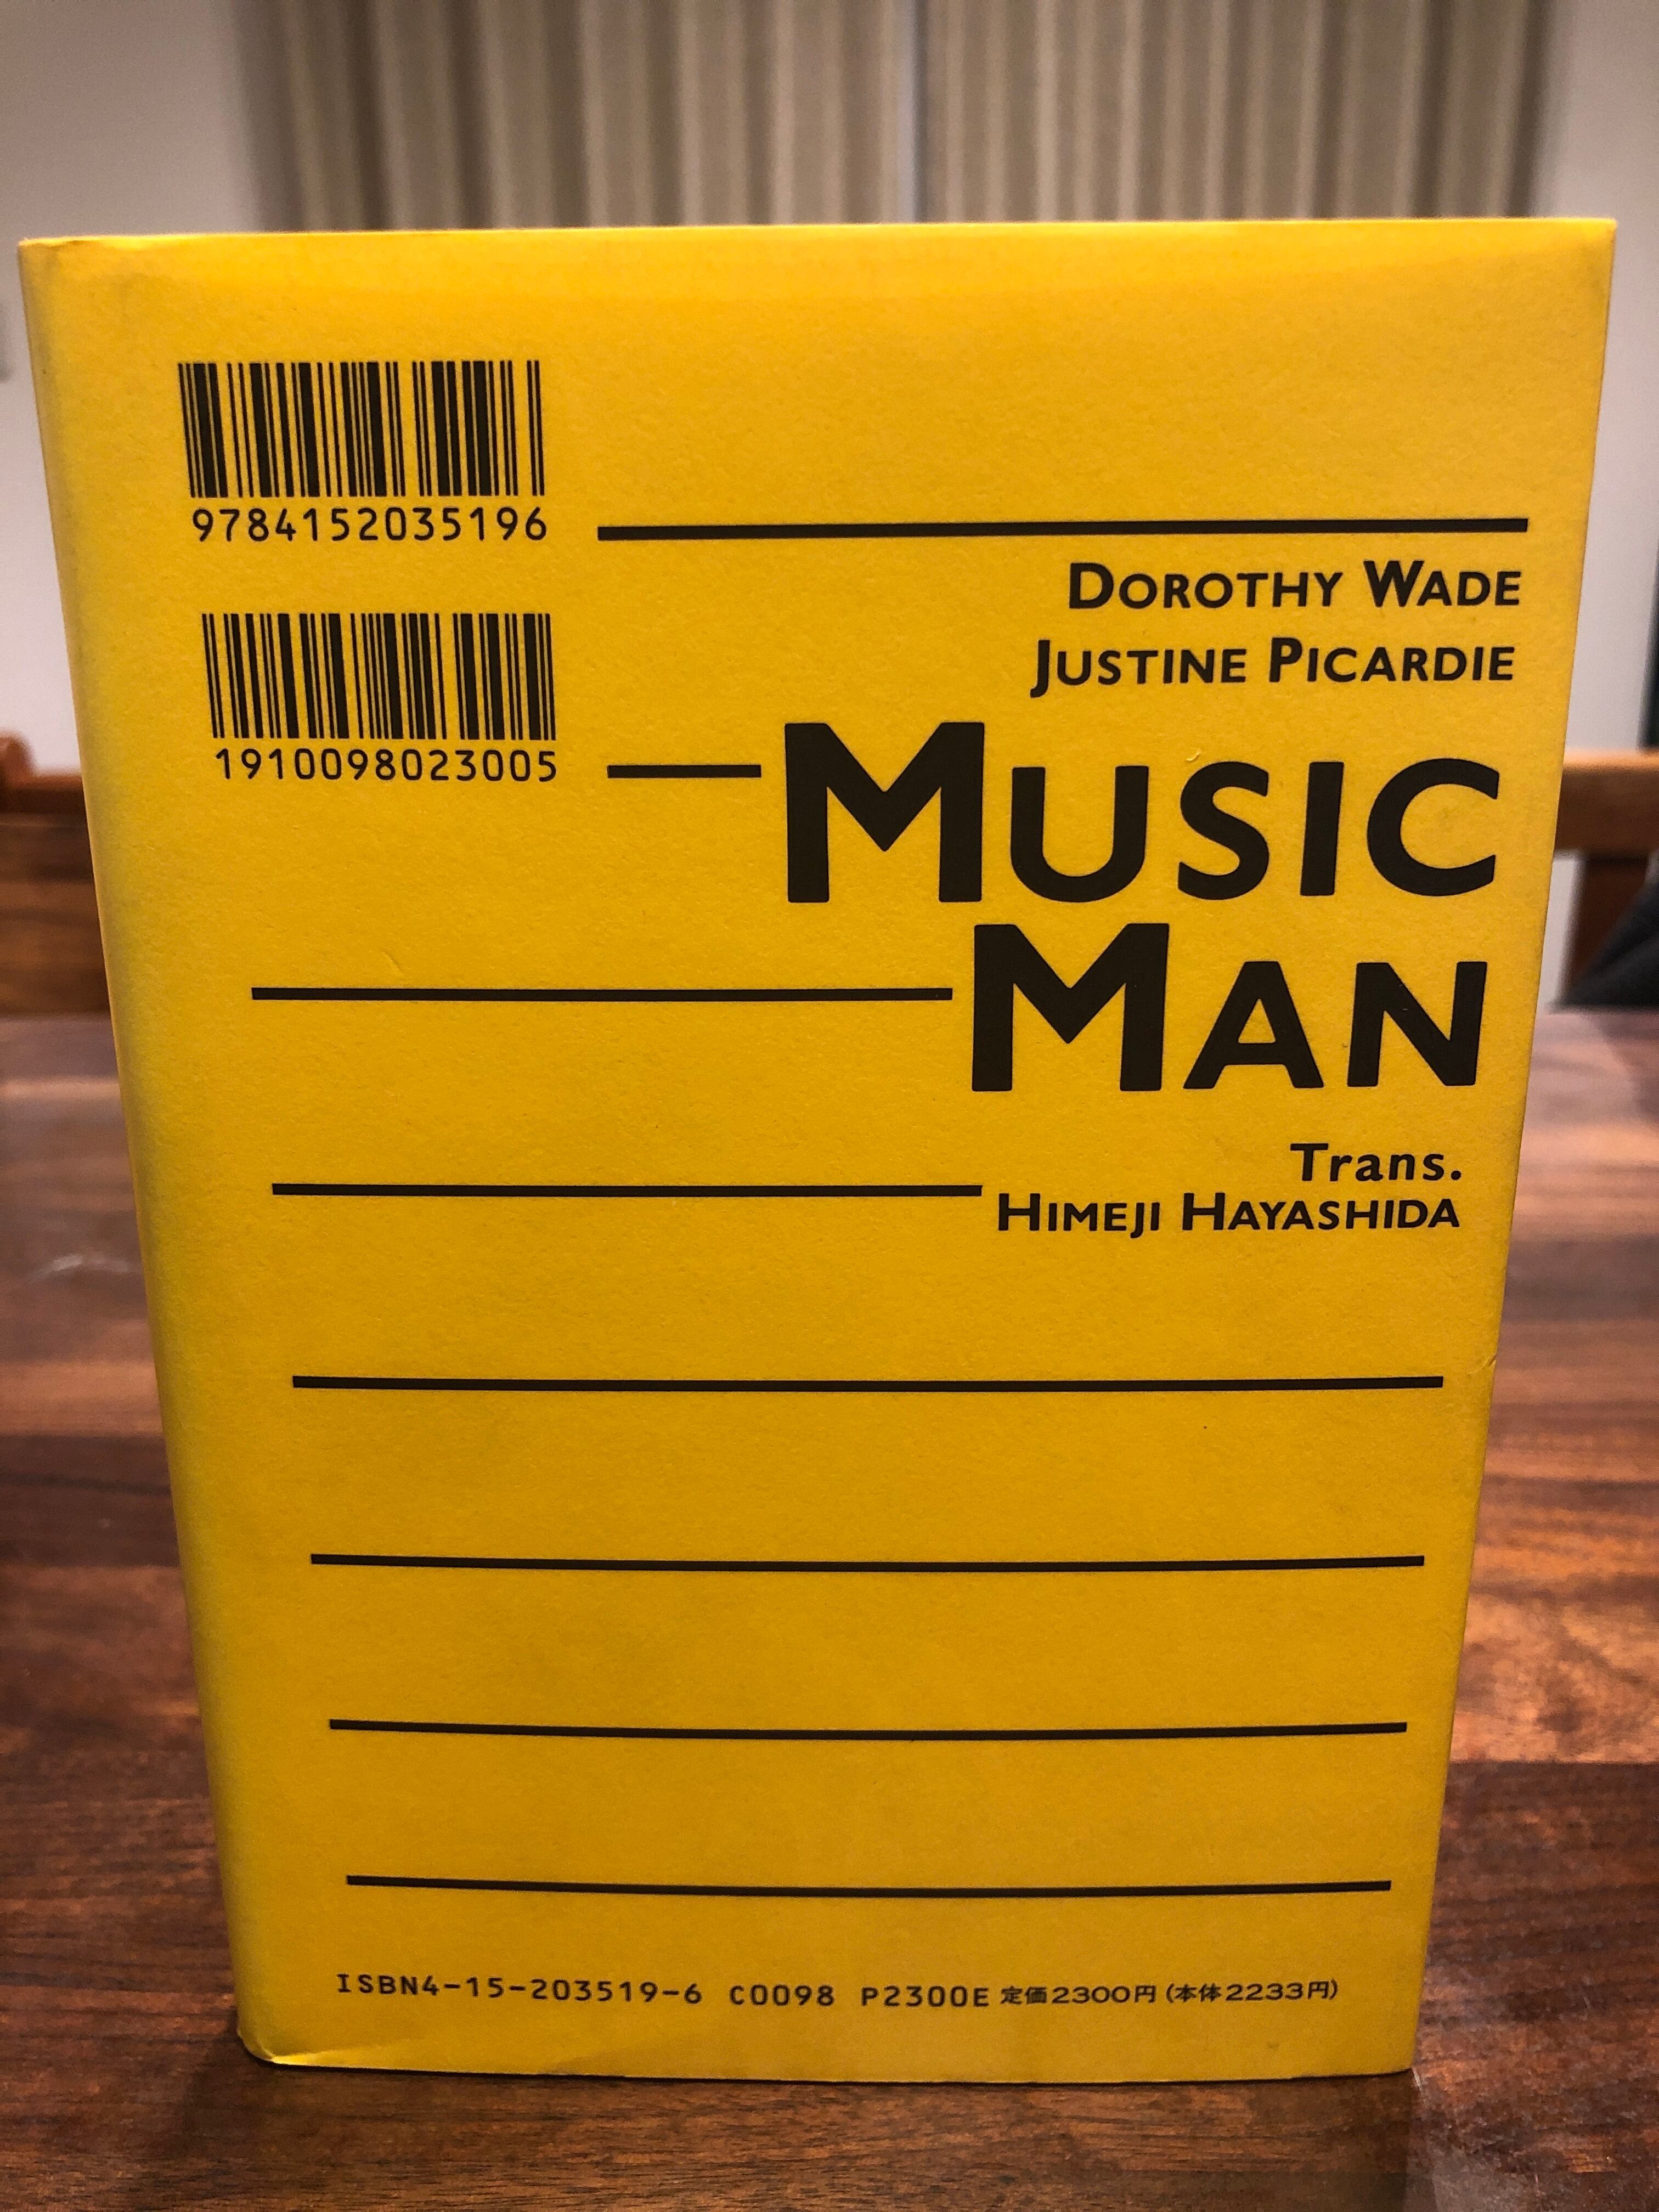 9784152035196
DOROTHY WADE
JUSTINE PICARDIE
1910098023005
MUSIC
MAN
Trans.
HIMEJI HAYASHIDA
ISBN4-15-203519-6 C0098 P2300E 定価2300円(本体2233円)